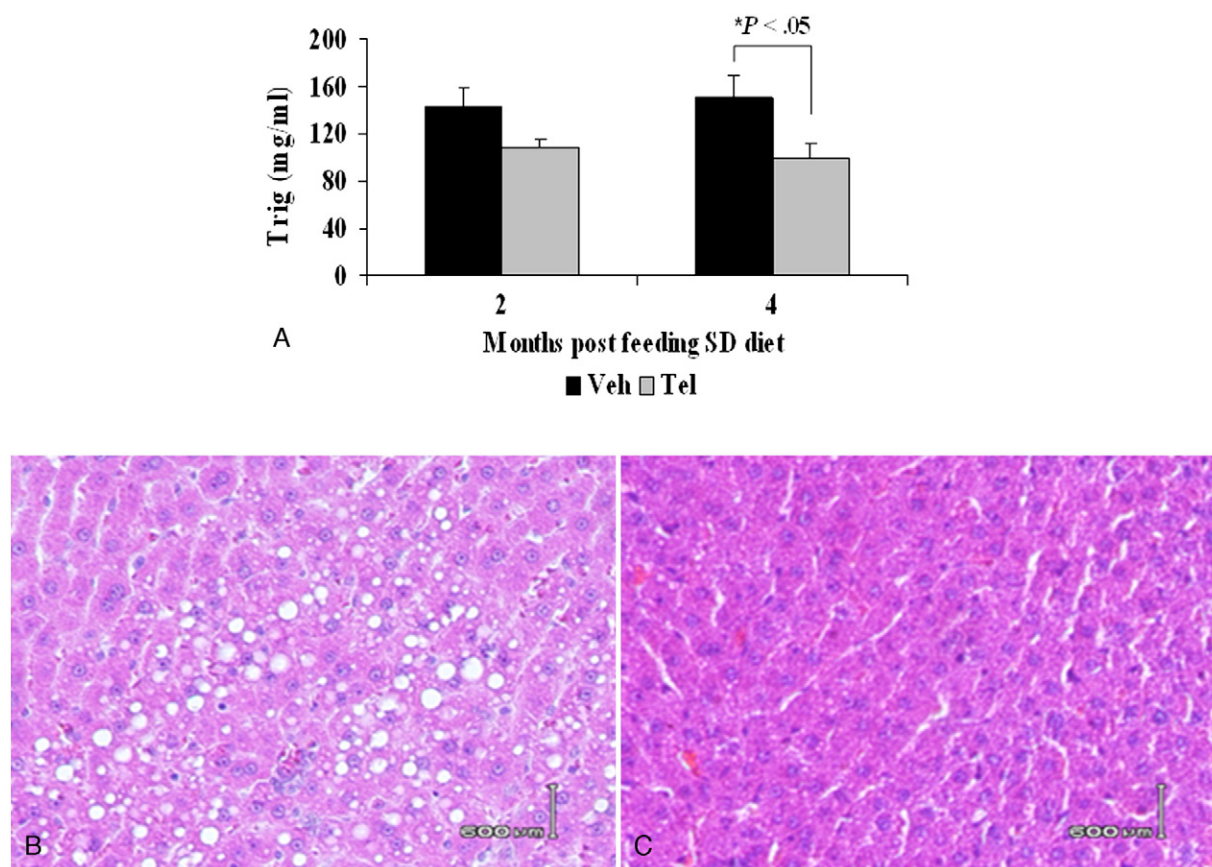 *P < .05
200
160
120
80
40
0
Trig (mg/ml)
2
4
A
Months post feeding SD diet
Veh
Tel
B
600 µm
C
600 µm